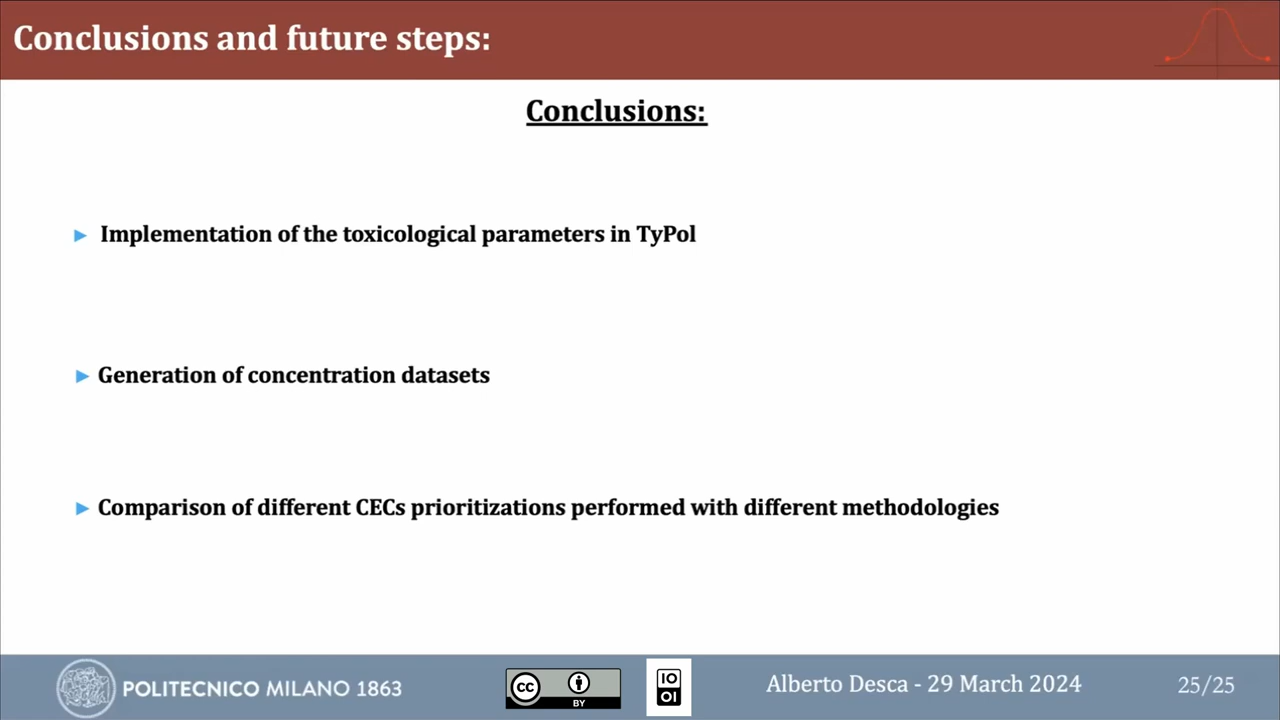 Conclusions and future steps:
Conclusions:
Implementation of the toxicological parameters in TyPol
Generation of concentration datasets
Comparison of different CECs prioritizations performed with different methodologies
POLITECNICO MILANO 1863
cc
BY
IO
OI
Alberto Desca - 29 March 2024
25/25